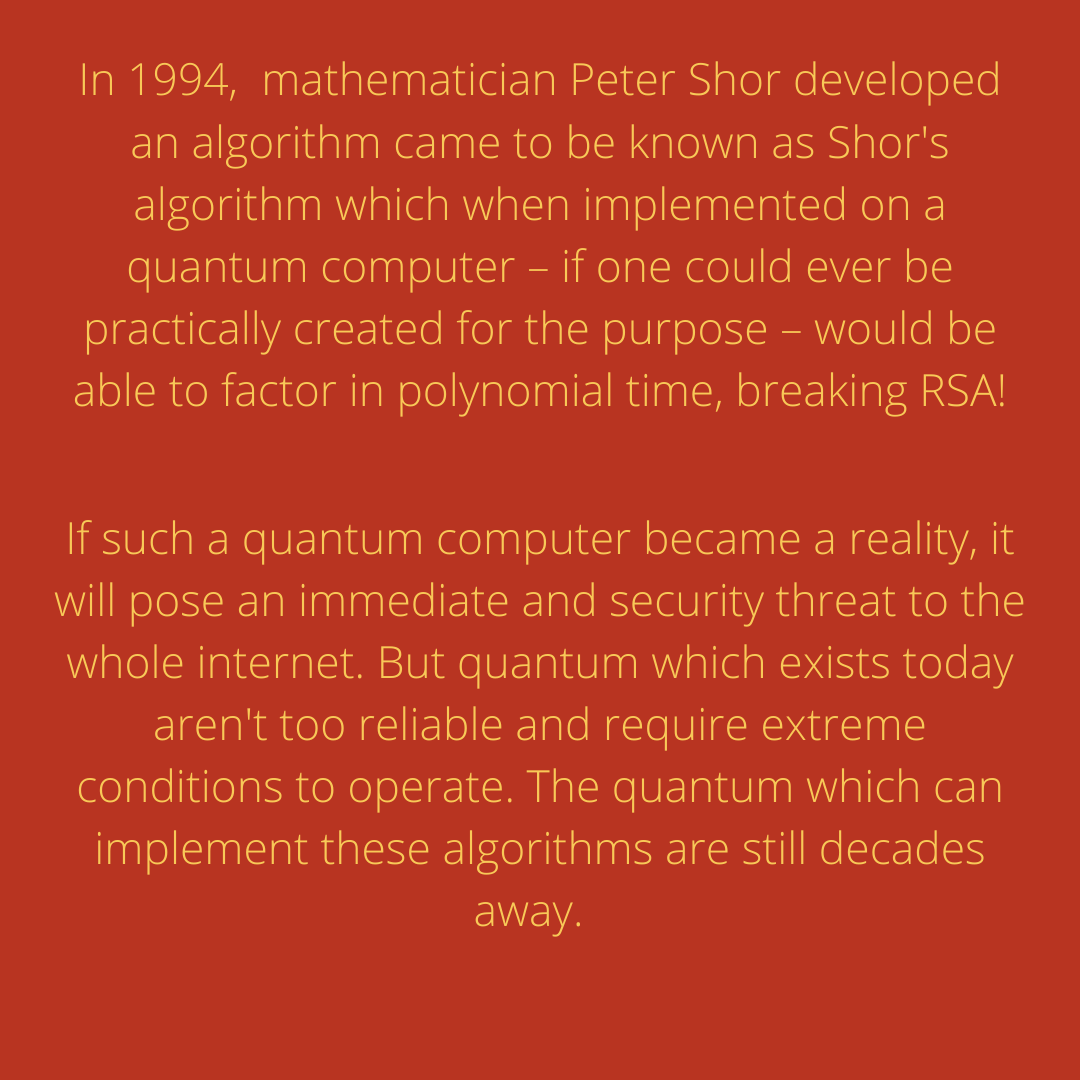 In 1994,  mathematician Peter Shor developed
an algorithm came to be known as Shor's
algorithm which when implemented on a
quantum computer – if one could ever be
practically created for the purpose – would be
able to factor in polynomial time, breaking RSA!
If such a quantum computer became a reality, it
will pose an immediate and security threat to the
whole internet. But quantum which exists today
aren't too reliable and require extreme
conditions to operate. The quantum which can
implement these algorithms are still decades
away.